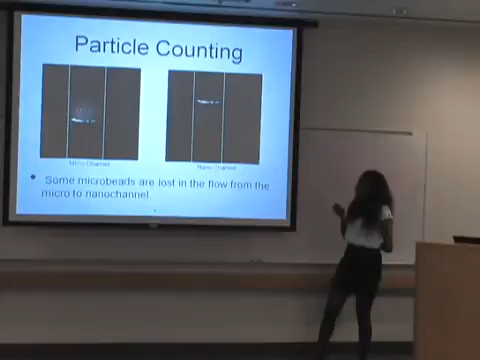 Particle Counting
Micro Channel
Nano Channel
• Some microbeads are lost in the flow from the
micro to nanochannel.